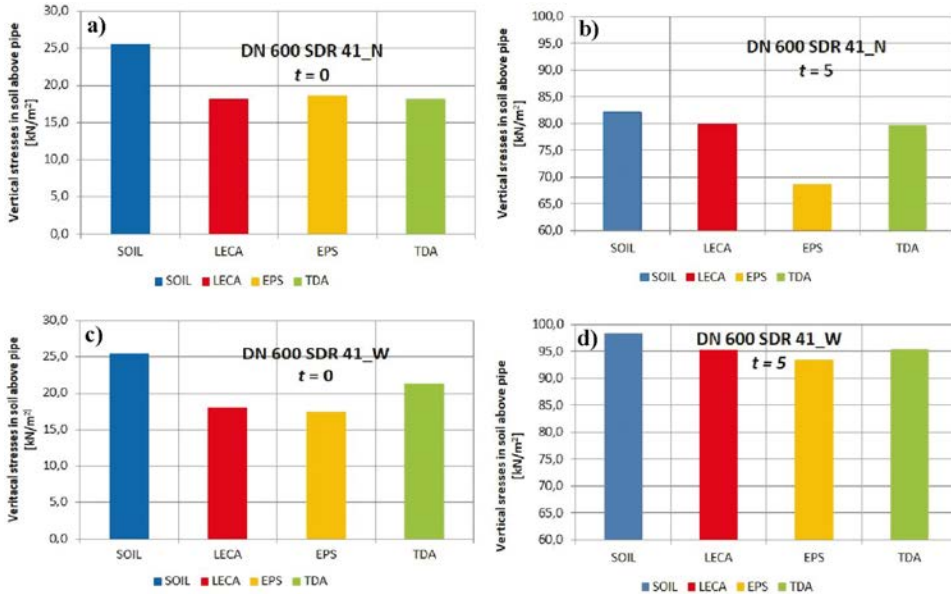 a)
DN 600 SDR 41_N
t = 0
Vertical stresses in soil above pipe
[kN/m²]
30,0
25,0
20,0
15,0
10,0
5,0
0,0
SOIL LECA EPS TDA
SOIL LECA EPS TDA
b)
DN 600 SDR 41_N
t = 5
Vertical sresses in soil above pipe
[kN/m²]
100,0
95,0
90,0
85,0
80,0
75,0
70,0
65,0
60,0
SOIL LECA EPS TDA
SOIL LECA EPS TDA
c)
DN 600 SDR 41_W
t = 0
Veritacal stresses in soil above pipe
[kN/m²]
30,0
25,0
20,0
15,0
10,0
5,0
0,0
SOIL LECA EPS TDA
SOIL LECA EPS TDA
d)
DN 600 SDR 41_W
t = 5
Vertical sresses in soil above pipe
[kN/m²]
100,0
95,0
90,0
85,0
80,0
75,0
70,0
65,0
60,0
SOIL LECA EPS TDA
SOIL LECA EPS TDA